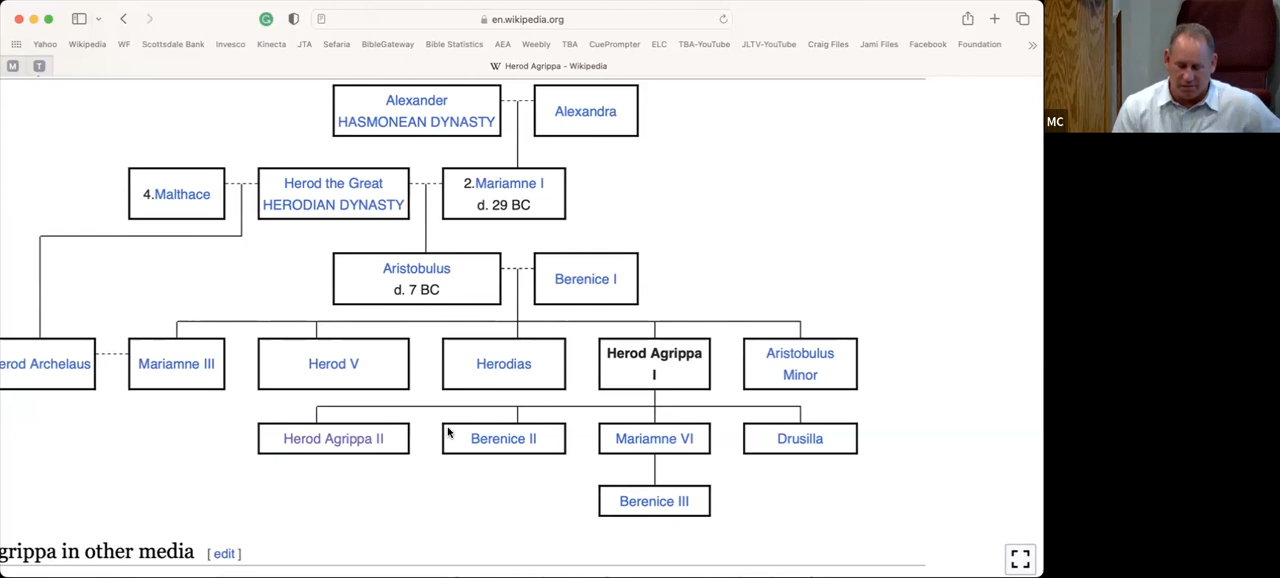 en.wikipedia.org
Yahoo Wikipedia WF Scottsdale Bank Invesco Kinecta JTA Sefaria BibleGateway Bible Statistics AEA Weebly TBA CuePrompter ELC TBA-YouTube JLTV-YouTube Craig Files Jami Files Facebook Foundation
M T W Herod Agrippa – Wikipedia
Alexander
HASMONEAN DYNASTY
Alexandra
4.Malthace
Herod the Great
HERODIAN DYNASTY
2.Mariamne I
d. 29 BC
Aristobulus
d. 7 BC
Berenice I
erod Archelaus
Mariamne III
Herod V
Herodias
Herod Agrippa
I
Aristobulus
Minor
Herod Agrippa II
Berenice II
Mariamne VI
Drusilla
Berenice III
grippa in other media [ edit ]
MC